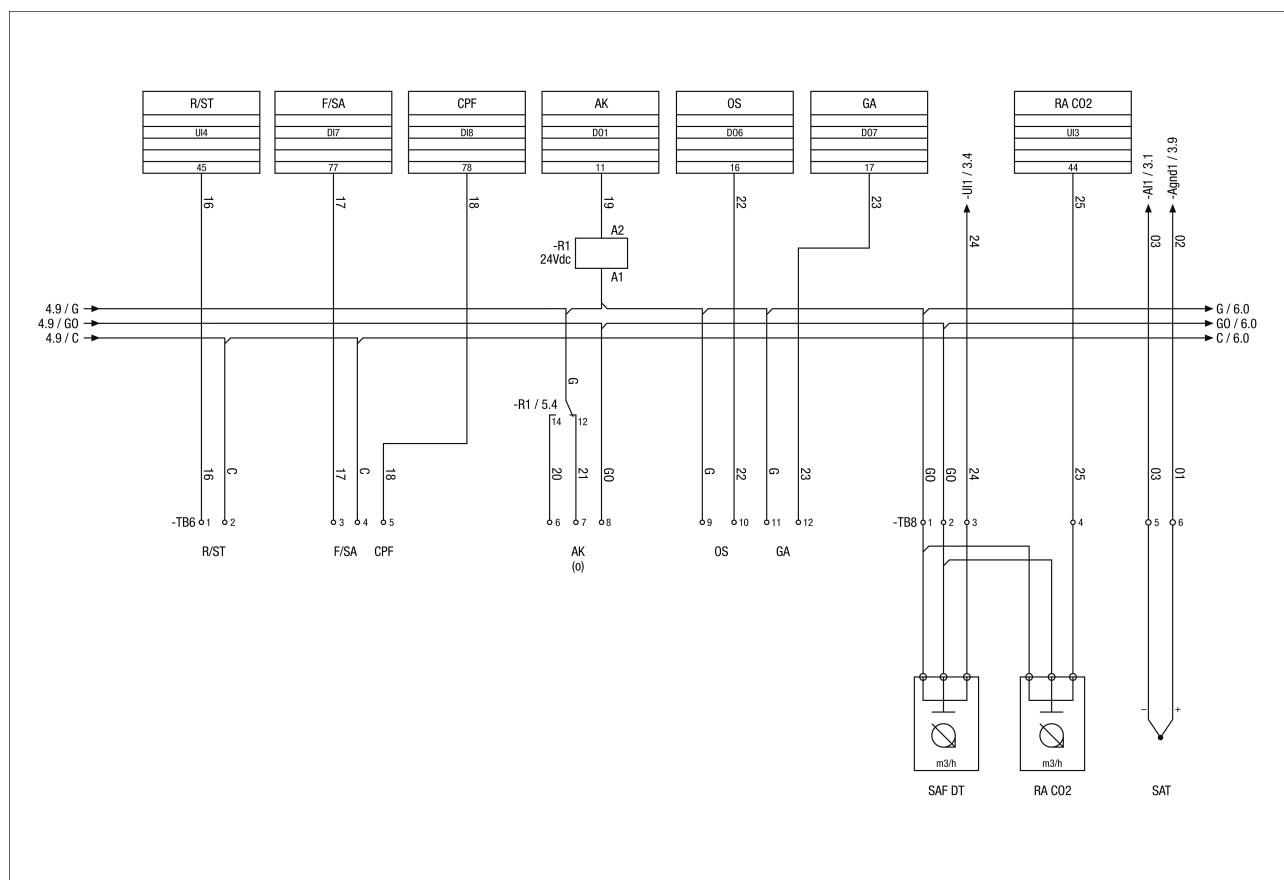 R/ST F/SA CPF AK OS GA RA CO2
UI4 DI7 DI8 DO1 DO6 DO7 UI3
45 77 78 11 16 17 44
-UI1 / 3.4 -AI1 / 3.1 -Agnd1 / 3.9
16 17 18 19 22 23 24 25 03 02
A2
-R1
24Vdc
A1
4.9 / G G / 6.0
4.9 / GO GO / 6.0
4.9 / C C / 6.0
G
-R1 / 5.4
14 12
16 C 17 C 18 20 21 GO G 22 G 23 GO GO 24 25 03 01
-TB6 1 2 3 4 5 6 7 8 9 10 11 12 -TB8 1 2 3 4 5 6
R/ST F/SA CPF AK OS GA
(o)
– +
m3/h m3/h
SAF DT RA CO2 SAT